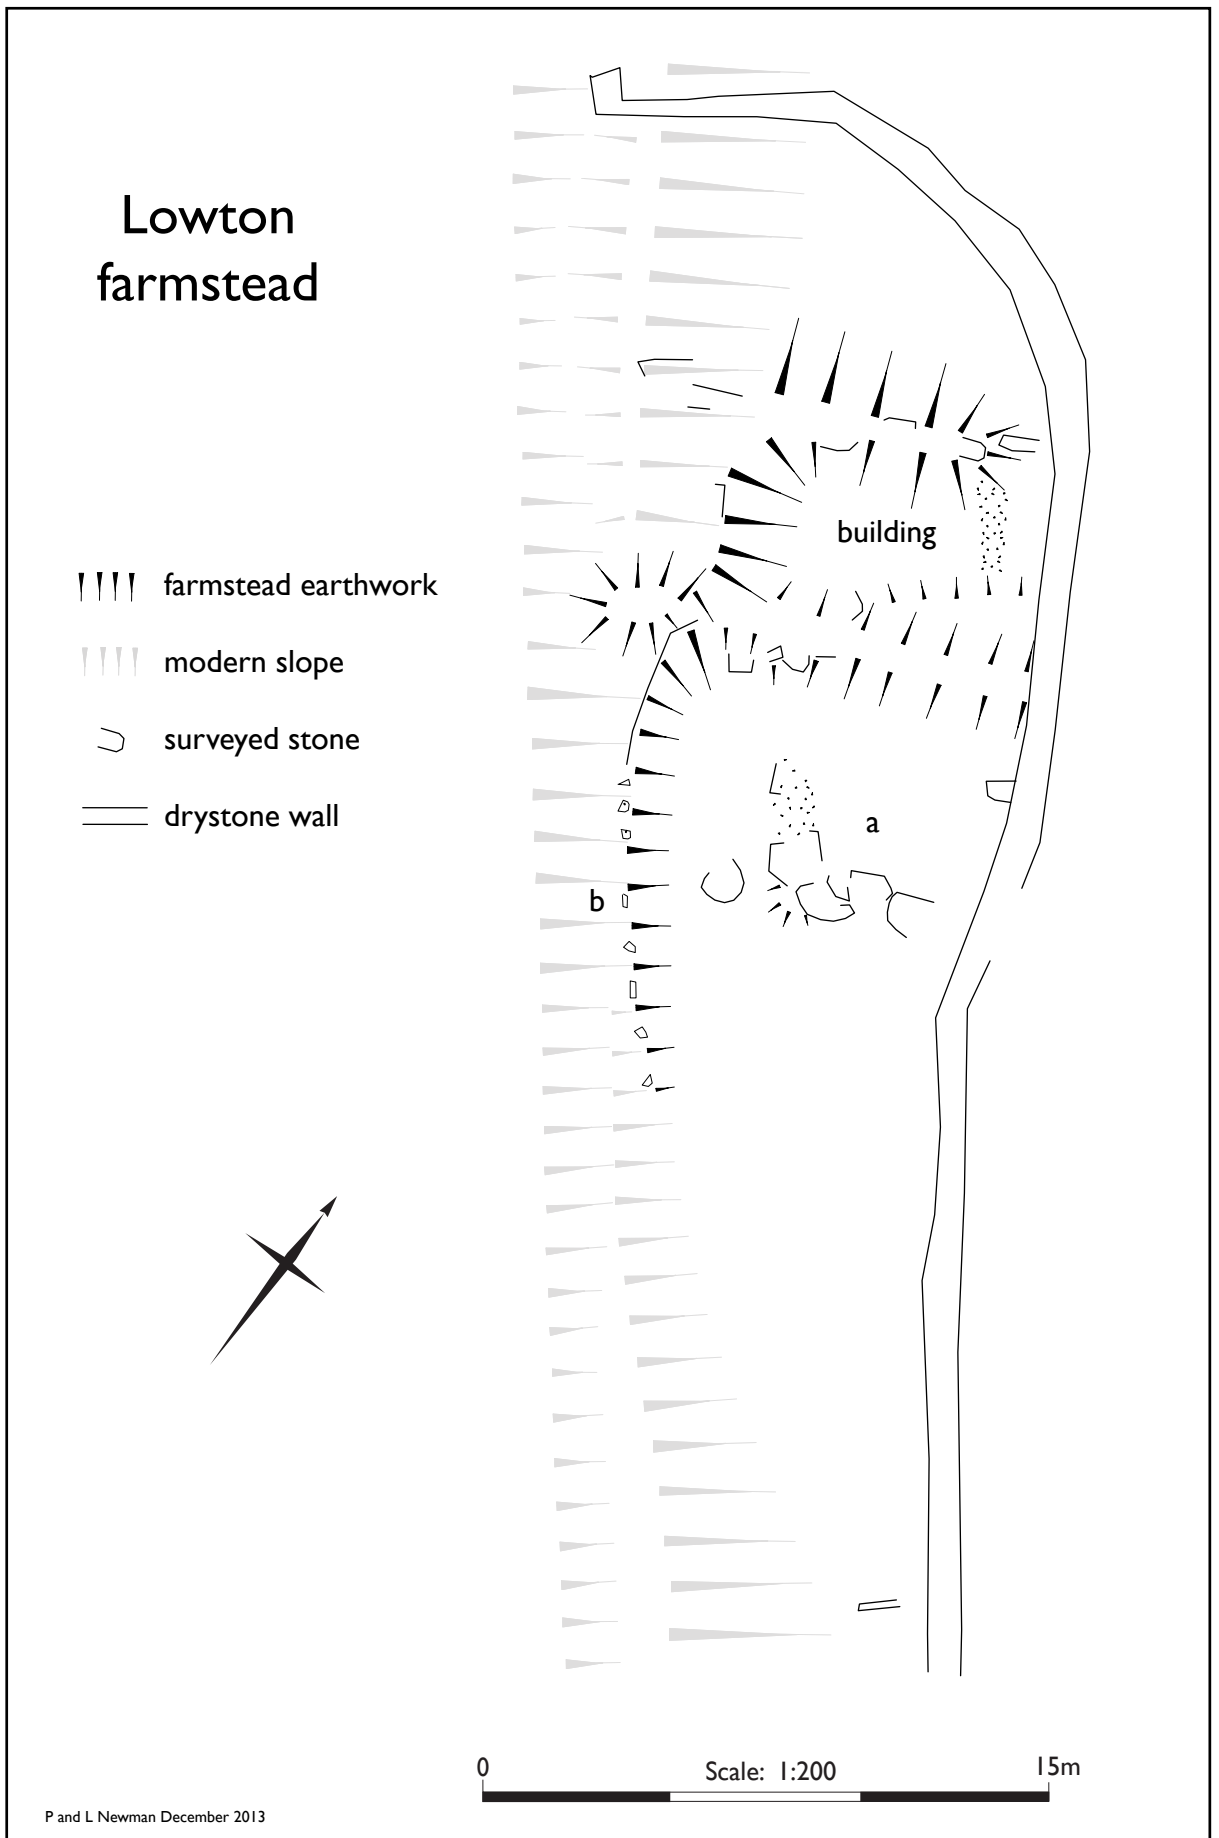 Lowton
farmstead
building
farmstead earthwork
modern slope
surveyed stone
drystone wall
a
b
0
Scale: 1:200
15m
P and L Newman December 2013